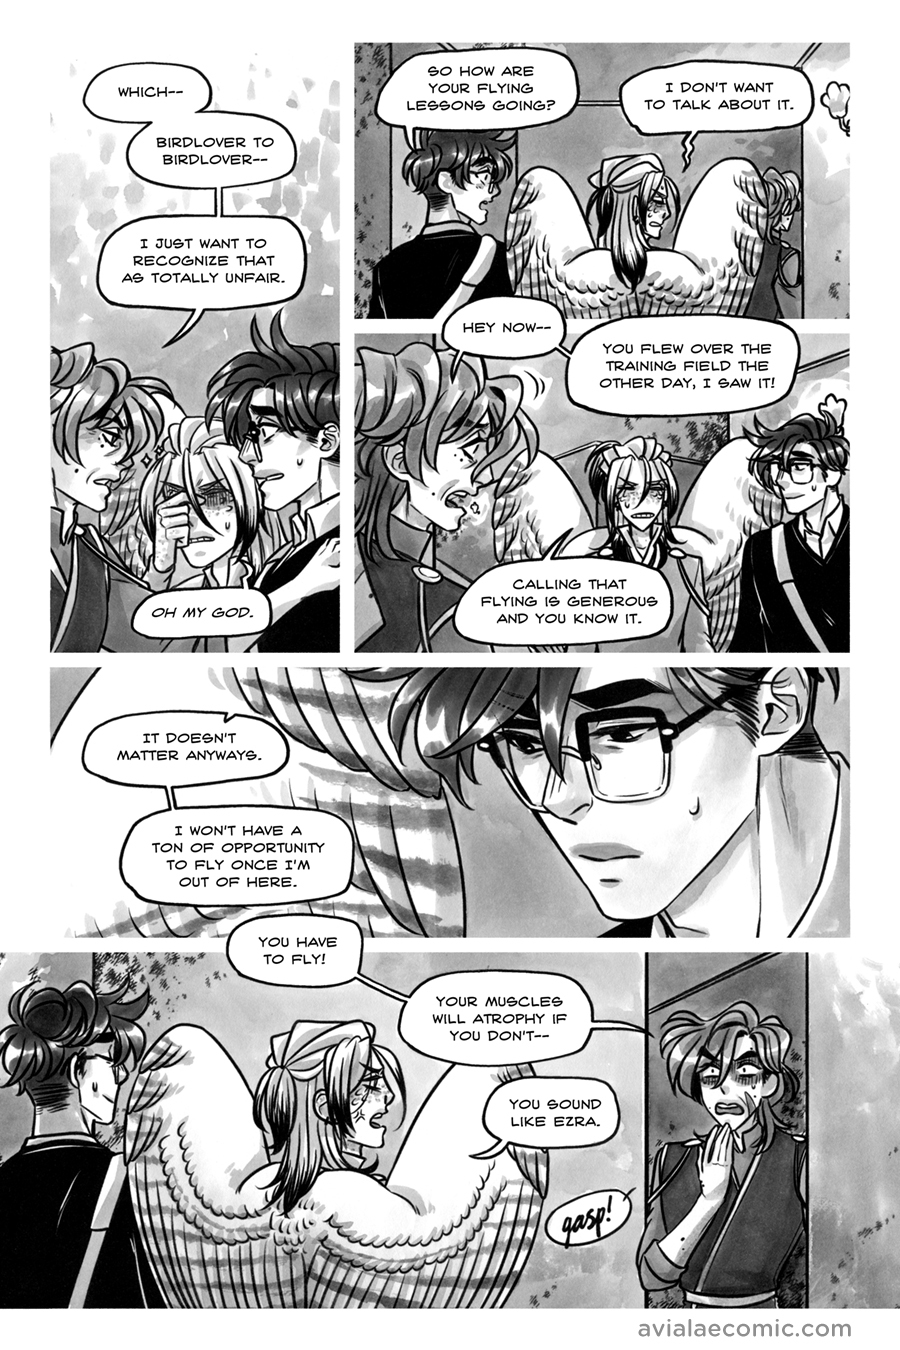 WHICH--
BIRDLOVER TO
BIRDLOVER--
I JUST WANT TO
RECOGNIZE THAT
AS TOTALLY UNFAIR.
OH MY GOD.
SO HOW ARE
YOUR FLYING
LESSONS GOING?
I DON'T WANT
TO TALK ABOUT IT.
HEY NOW--
YOU FLEW OVER THE
TRAINING FIELD THE
OTHER DAY, I SAW IT!
CALLING THAT
FLYING IS GENEROUS
AND YOU KNOW IT.
IT DOESN'T
MATTER ANYWAYS.
I WON'T HAVE A
TON OF OPPORTUNITY
TO FLY ONCE I'M
OUT OF HERE.
YOU HAVE
TO FLY!
YOUR MUSCLES
WILL ATROPHY IF
YOU DON'T--
YOU SOUND
LIKE EZRA.
gasp!
avialaecomic.com